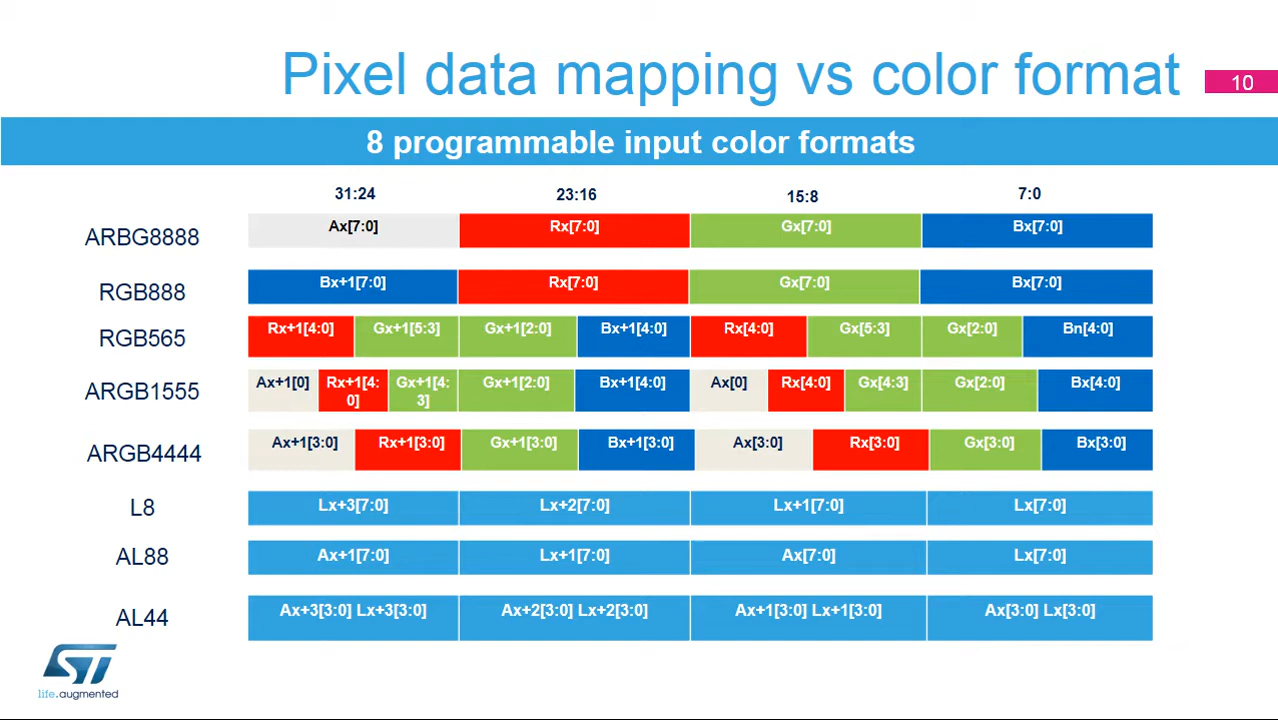 Pixel data mapping vs color format
10
8 programmable input color formats
31:24 23:16 15:8 7:0
ARBG8888 Ax[7:0] Rx[7:0] Gx[7:0] Bx[7:0]
RGB888 Bx+1[7:0] Rx[7:0] Gx[7:0] Bx[7:0]
RGB565 Rx+1[4:0] Gx+1[5:3] Gx+1[2:0] Bx+1[4:0] Rx[4:0] Gx[5:3] Gx[2:0] Bn[4:0]
ARGB1555 Ax+1[0] Rx+1[4:0] Gx+1[4:3] Gx+1[2:0] Bx+1[4:0] Ax[0] Rx[4:0] Gx[4:3] Gx[2:0] Bx[4:0]
ARGB4444 Ax+1[3:0] Rx+1[3:0] Gx+1[3:0] Bx+1[3:0] Ax[3:0] Rx[3:0] Gx[3:0] Bx[3:0]
L8 Lx+3[7:0] Lx+2[7:0] Lx+1[7:0] Lx[7:0]
AL88 Ax+1[7:0] Lx+1[7:0] Ax[7:0] Lx[7:0]
AL44 Ax+3[3:0] Lx+3[3:0] Ax+2[3:0] Lx+2[3:0] Ax+1[3:0] Lx+1[3:0] Ax[3:0] Lx[3:0]
ST
life.augmented